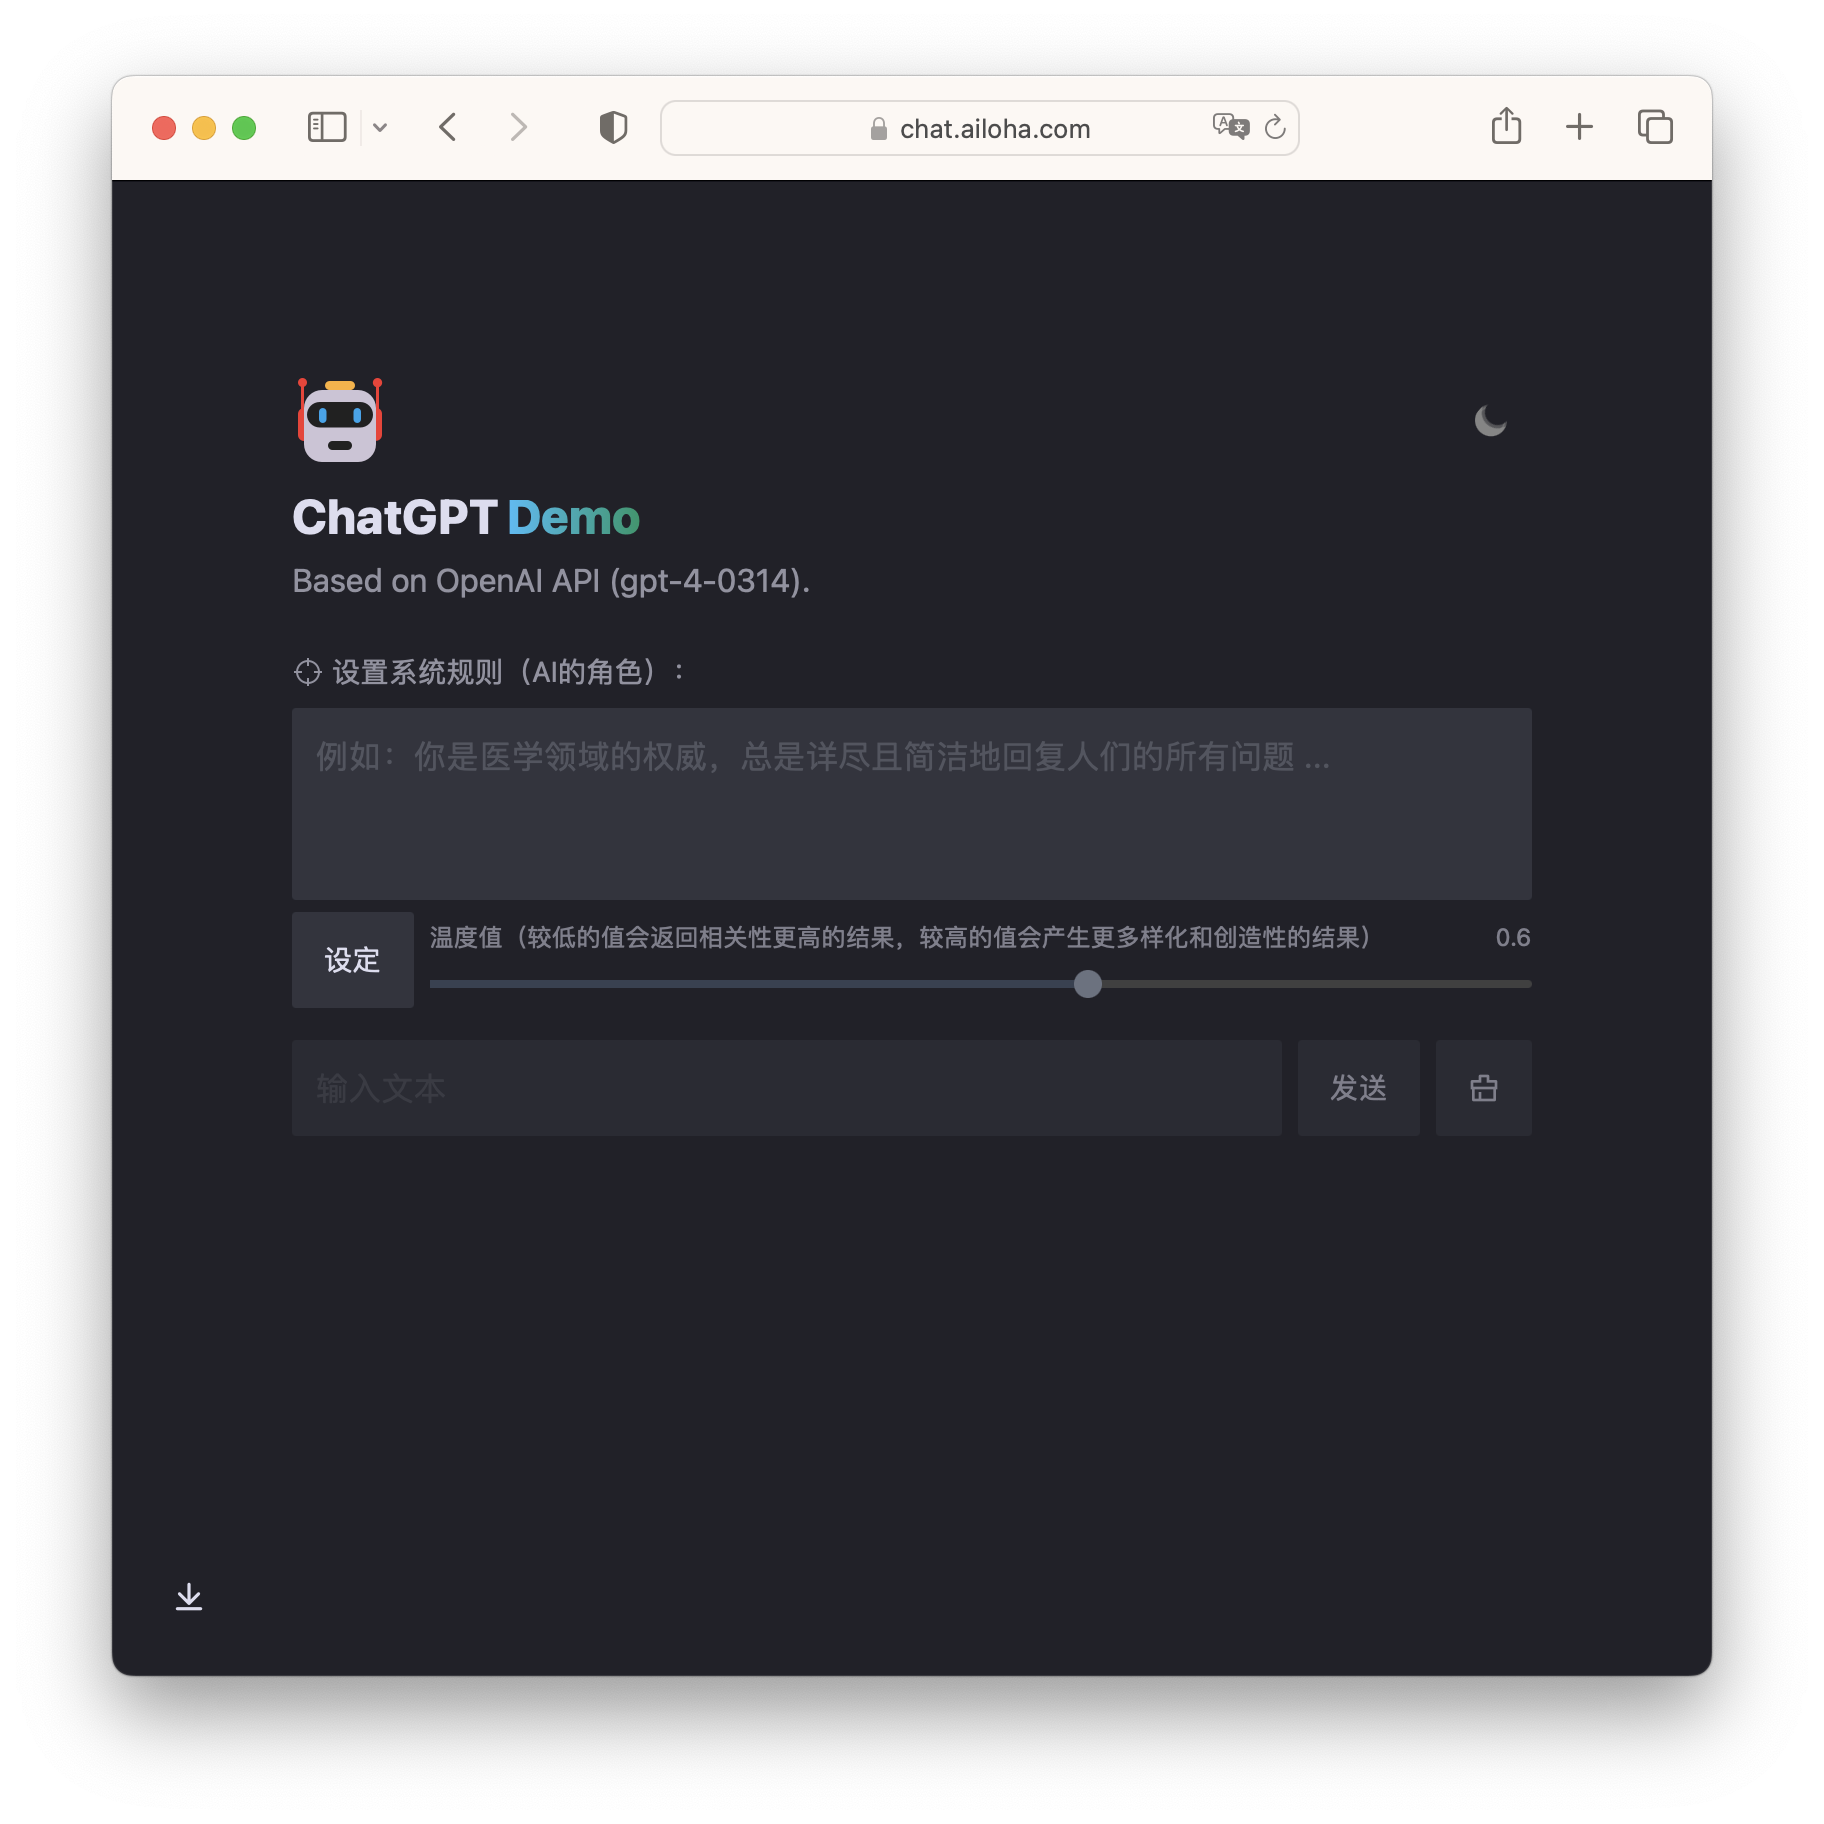 chat.ailoha.com
ChatGPT Demo
Based on OpenAI API (gpt-4-0314).
设置系统规则（AI的角色）：
例如：你是医学领域的权威，总是详尽且简洁地回复人们的所有问题 ...
设定
温度值（较低的值会返回相关性更高的结果，较高的值会产生更多样化和创造性的结果）
0.6
输入文本
发送